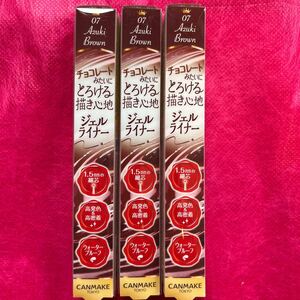 07
Azuki
Brown
チョコレート
みたいに
とろける
描き心地
ジェル
ライナー
1.5mmの
細芯
高発色&
高密着
ウォーター
プルーフ
CANMAKE
TOKYO
07
Azuki
Brown
チョコレート
みたいに
とろける
描き心地
ジェル
ライナー
1.5mmの
細芯
高発色&
高密着
ウォーター
プルーフ
CANMAKE
TOKYO
07
Azuki
Brown
チョコレート
みたいに
とろける
描き心地
ジェル
ライナー
1.5mmの
細芯
高発色&
高密着
ウォーター
プルーフ
CANMAKE
TOKYO